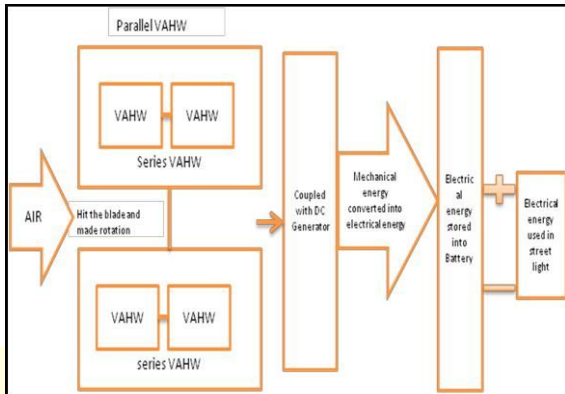 Parallel VAHW
VAHW
VAHW
Series VAHW
AIR
Hit the blade and
made rotation
VAHW
VAHW
series VAHW
Coupled
with DC
Generator
Mechanical
energy
converted into
electrical energy
Electric
al
energy
stored
into
Battery
Electrical
energy
used in
street
light